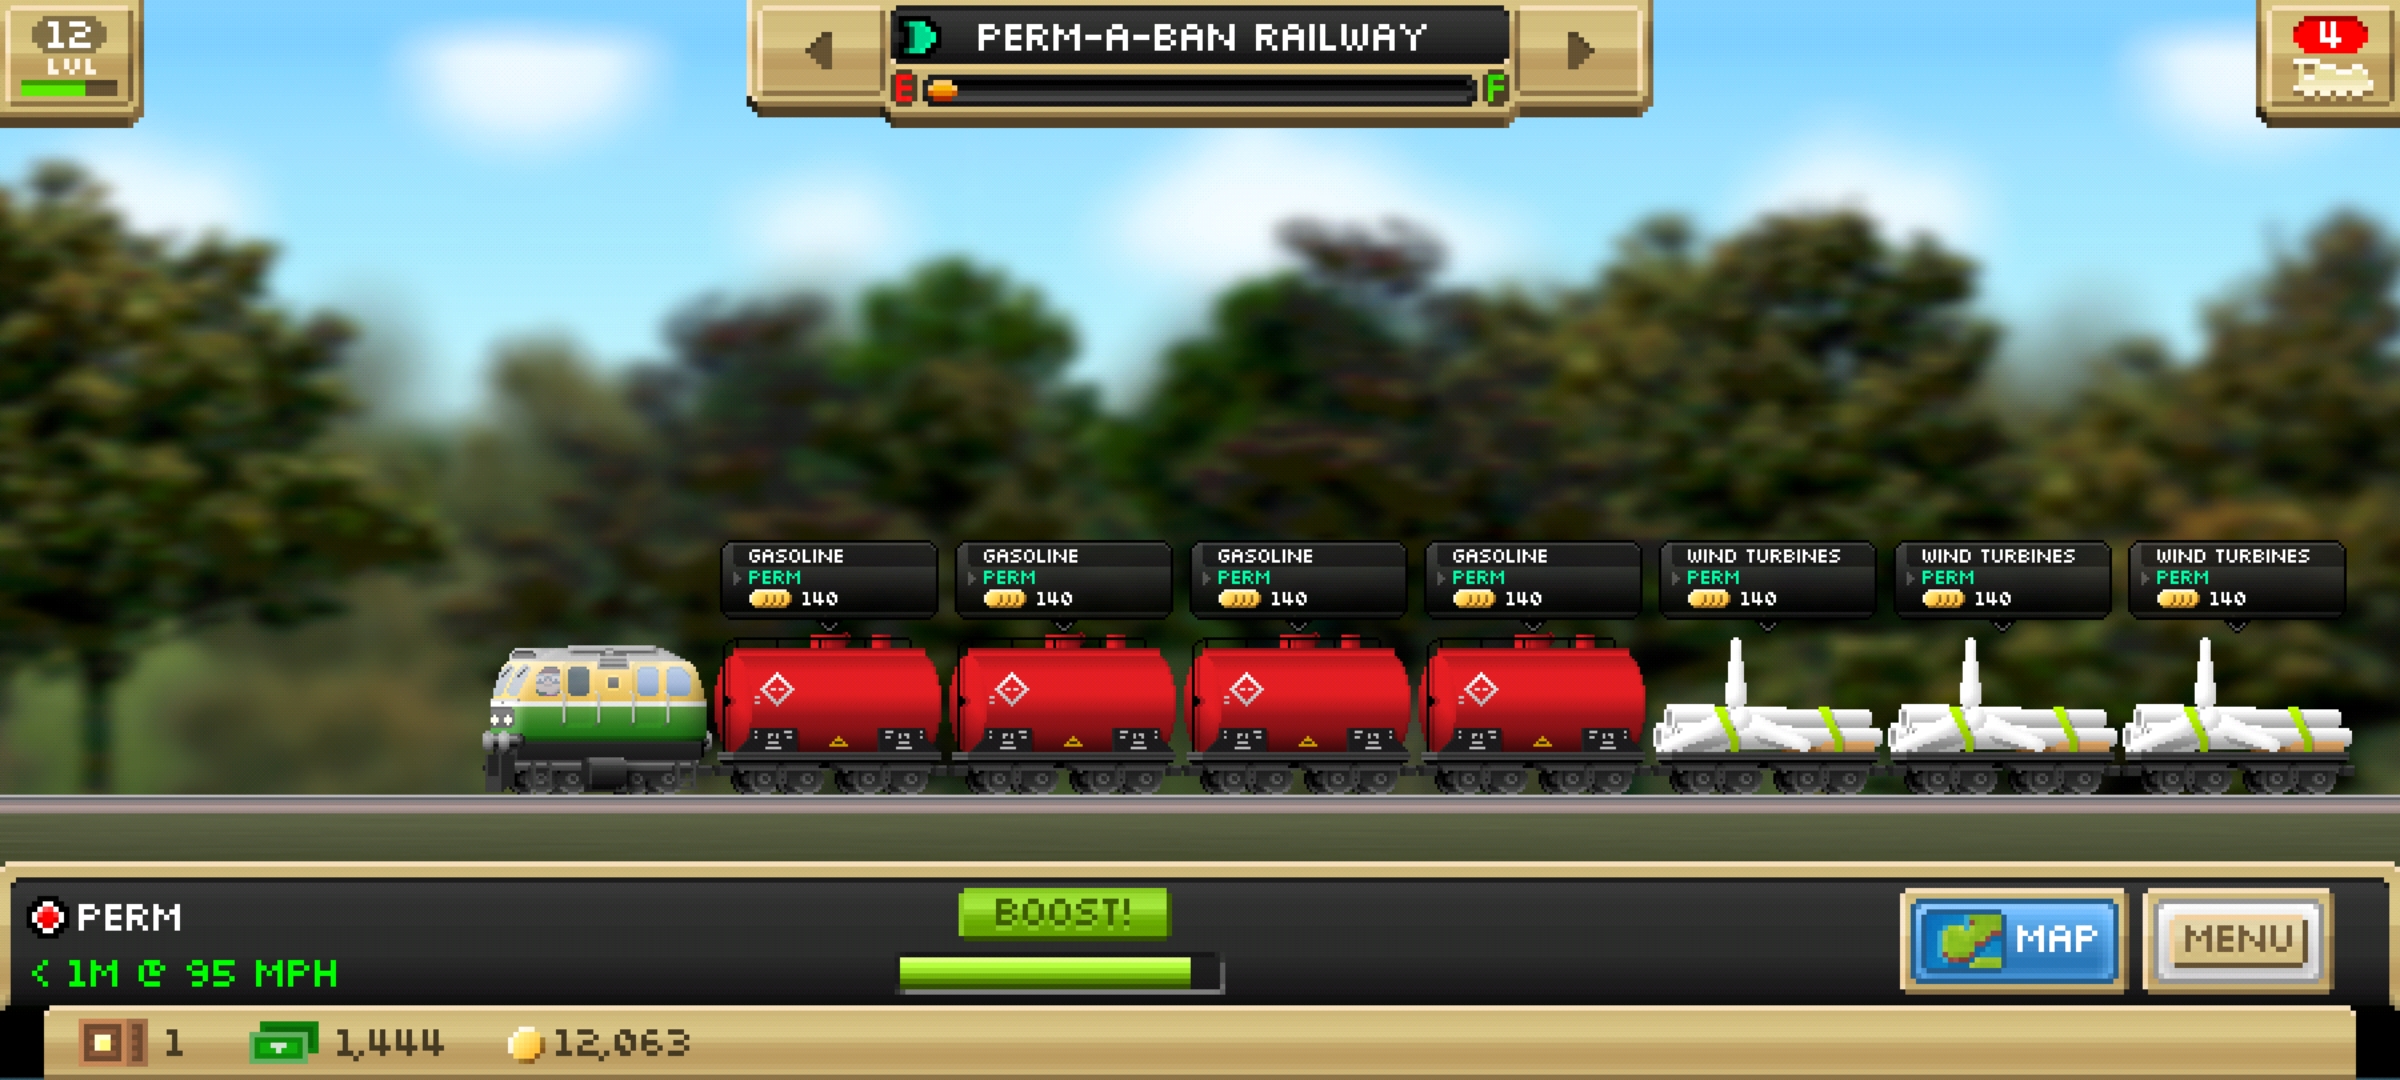 12
LVL
PERM-A-BAN RAILWAY
E F
4
GASOLINE
PERM
140
GASOLINE
PERM
140
GASOLINE
PERM
140
GASOLINE
PERM
140
WIND TURBINES
PERM
140
WIND TURBINES
PERM
140
WIND TURBINES
PERM
140
PERM
< 1M @ 95 MPH
BOOST!
MAP
MENU
1 1,444 12,063